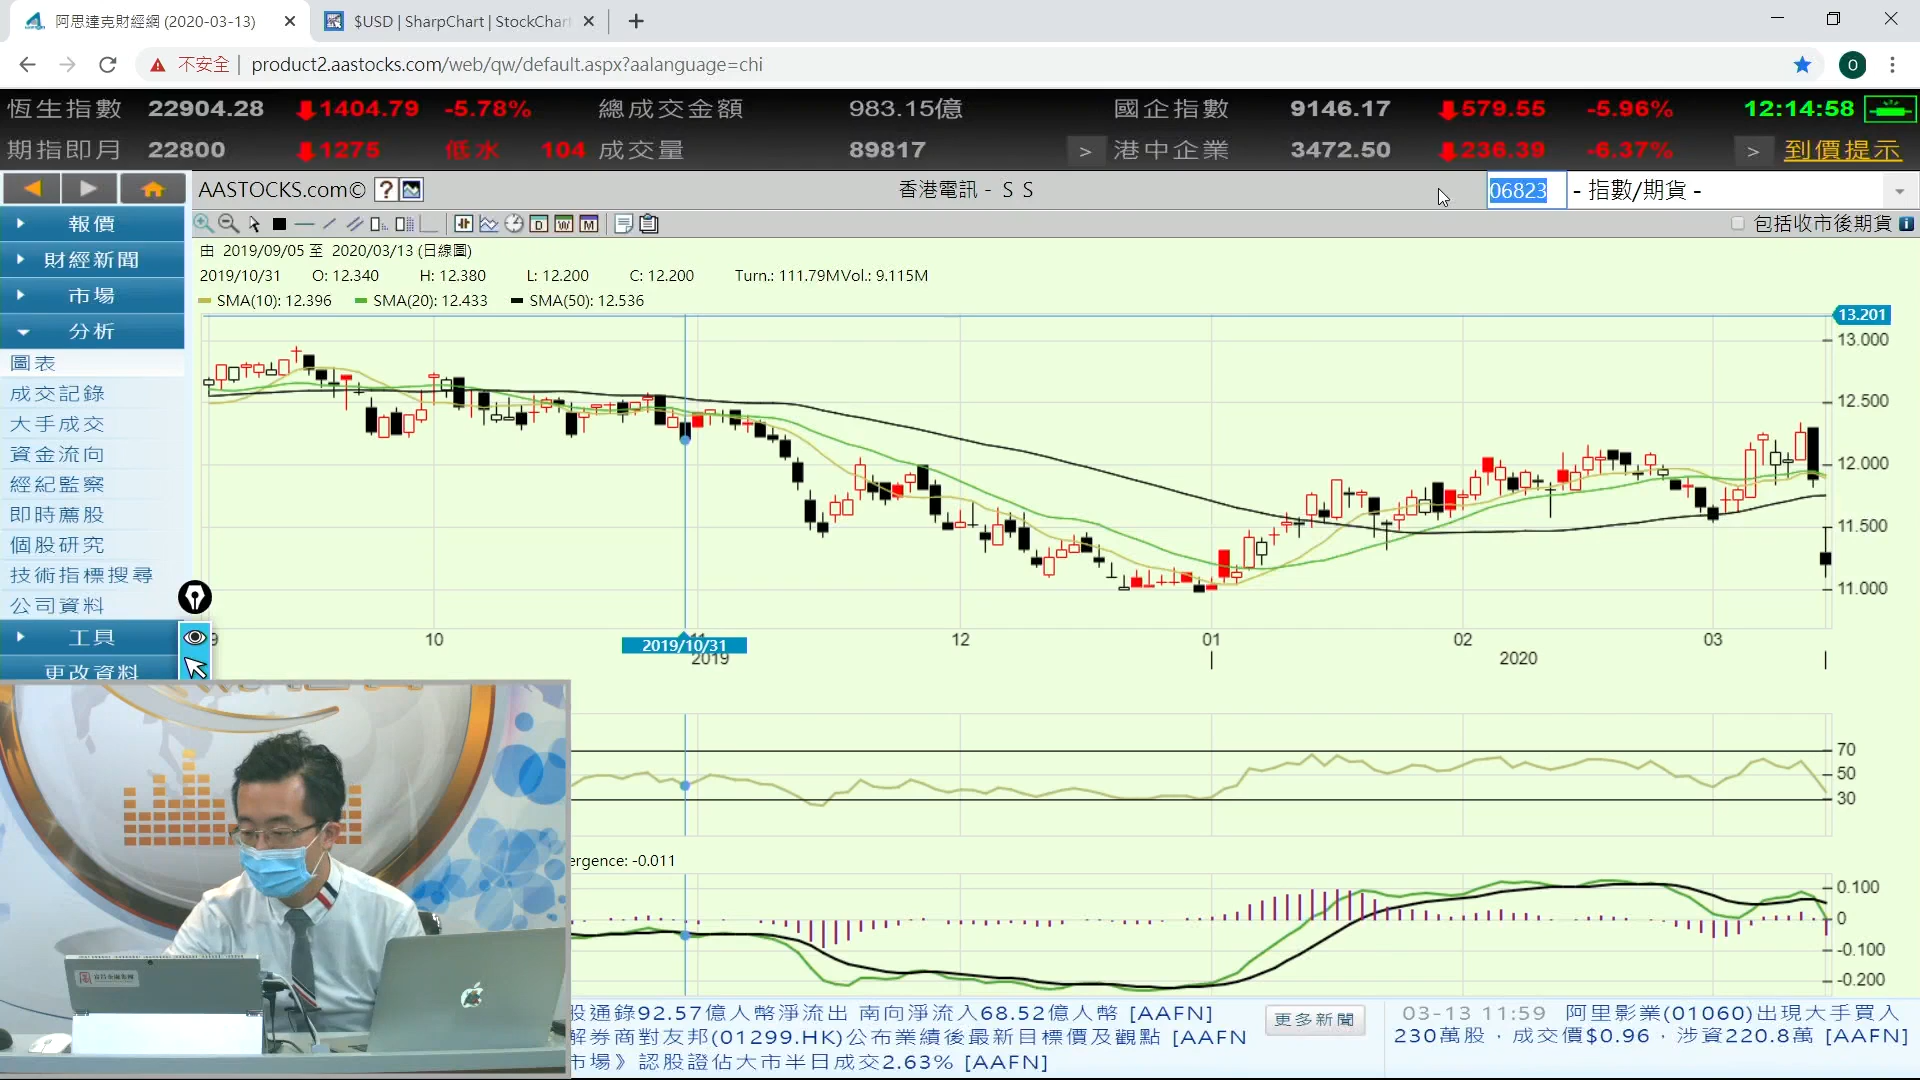 阿思達克財經網 (2020-03-13)
$USD | SharpChart | StockChart
不安全 | product2.aastocks.com/web/qw/default.aspx?aalanguage=chi
O
恆生指數 22904.28 1404.79 -5.78% 總成交金額 983.15億 國企指數 9146.17 579.55 -5.96% 12:14:58
期指即月 22800 1275 低水 104 成交量 89817 > 港中企業 3472.50 236.39 -6.37% > 到價提示
AASTOCKS.com© ? 香港電訊 - S S 06823 - 指數/期貨 -
D W M 包括收市後期貨 i
報價
財經新聞
市場
分析
圖表
成交記錄
大手成交
資金流向
經紀監察
即時薦股
個股研究
技術指標搜尋
公司資料
工具
更改資料
由 2019/09/05 至 2020/03/13 (日線圖)
2019/10/31 O: 12.340 H: 12.380 L: 12.200 C: 12.200 Turn.: 111.79MVol.: 9.115M
SMA(10): 12.396 SMA(20): 12.433 SMA(50): 12.536
13.201
13.000
12.500
12.000
11.500
11.000
9 10 11 12 01 02 03
2019/10/31
2019 2020
70
50
30
ergence: -0.011
0.100
0
-0.100
-0.200
股通錄92.57億人幣淨流出 南向淨流入68.52億人幣 [AAFN]
解券商對友邦(01299.HK)公布業績後最新目標價及觀點 [AAFN
市場》認股證佔大市半日成交2.63% [AAFN]
更多新聞
03-13 11:59 阿里影業(01060)出現大手買入
230萬股，成交價$0.96，涉資220.8萬 [AAFN]